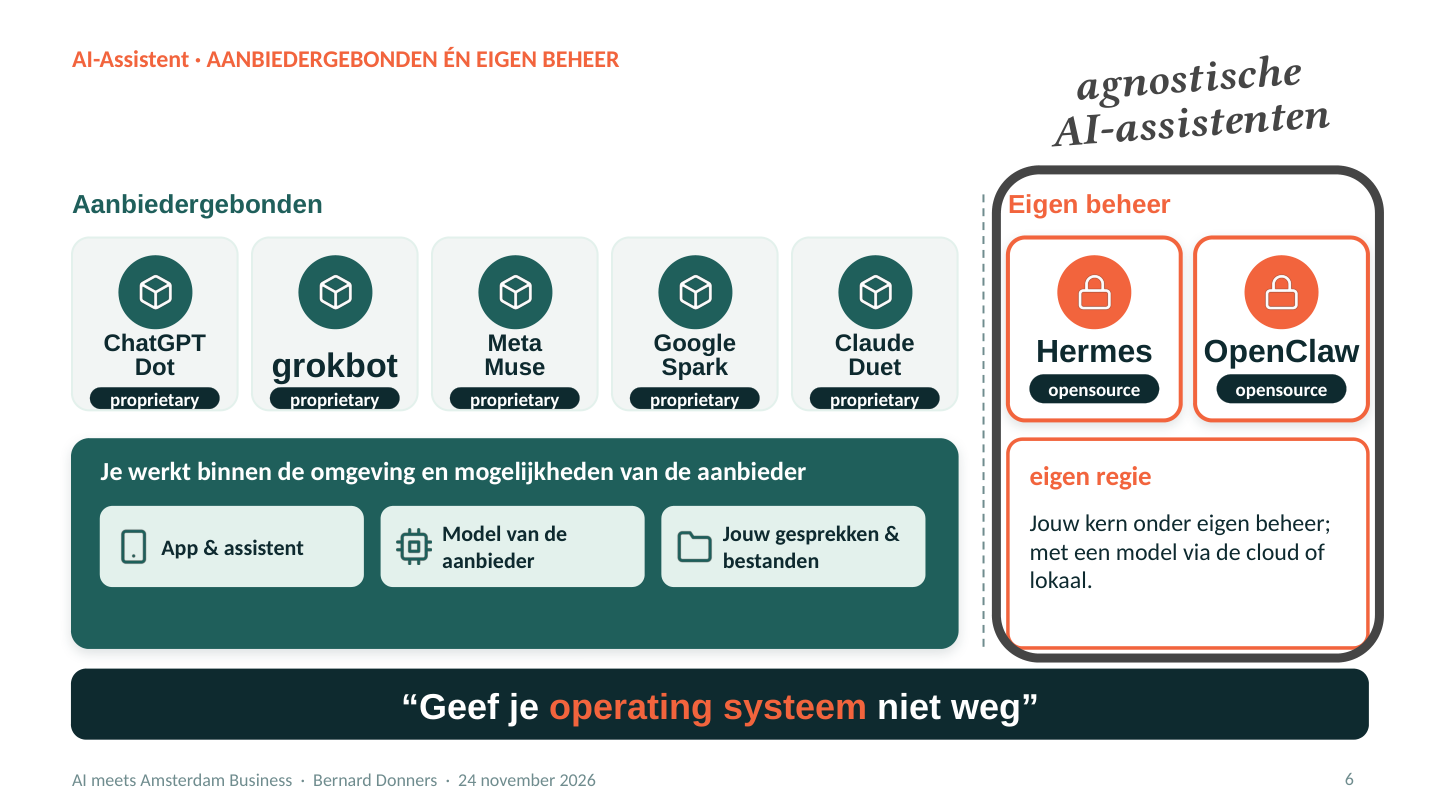 AI-Assistent · AANBIEDERGEBONDEN ÉN EIGEN BEHEER
agnostische
AI-assistenten
Aanbiedergebonden
ChatGPT
Dot
proprietary
grokbot
proprietary
Meta
Muse
proprietary
Google
Spark
proprietary
Claude
Duet
proprietary
Eigen beheer
Hermes
opensource
OpenClaw
opensource
Je werkt binnen de omgeving en mogelijkheden van de aanbieder
App & assistent
Model van de
aanbieder
Jouw gesprekken &
bestanden
eigen regie
Jouw kern onder eigen beheer;
met een model via de cloud of
lokaal.
“Geef je operating systeem niet weg”
AI meets Amsterdam Business · Bernard Donners · 24 november 2026
6